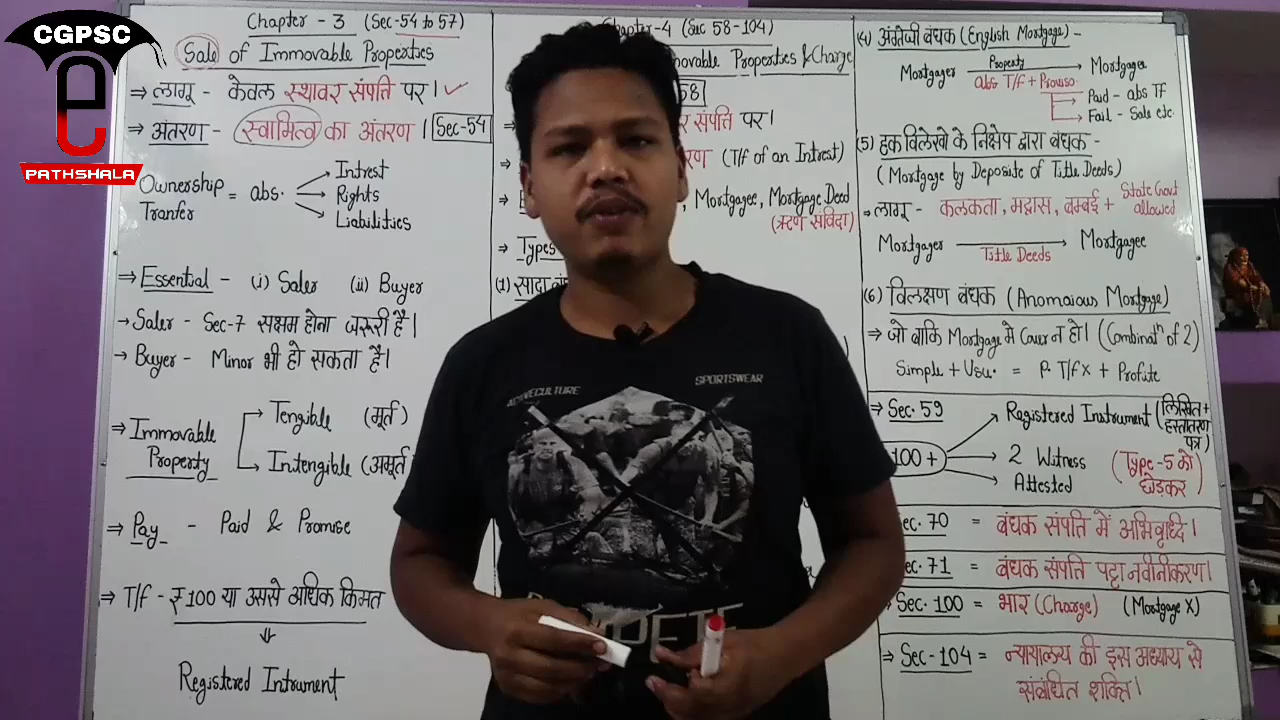 CGPSC
PATHSHALA
Chapter - 3 (Sec-54 to 57)
Sale of Immovable Properties
⇒ लागू - केवल स्थावर संपति पर।
⇒ अंतरण - स्वामित्व का अंतरण। Sec-54
Ownership Tranfer = abs.
Intrest
Rights
Liabilities
⇒ Essential - (i) Saler (ii) Buyer
→ Saler - Sec-7 सक्षम होना जरूरी है।
→ Buyer - Minor भी हो सकता है।
⇒ Immovable Property
Tengible (मूर्त)
Intengible (अमूर्त
⇒ Pay - Paid & Promise
⇒ T/f - ₹100 या उससे अधिक किमत
⇓
Registered Intrument
Chapter-4 (Sec 58-104)
movable Properties & Charge
58
संपति पर।
रण (T/f of an Intrest)
, Mortgagee, Mortgage Deed
(ऋण संविदा)
⇒ Types
(1) सादा बं
(4) अंग्रेजी बंधक (English Mortgage) -
Mortgager Property Mortgagee
abs T/f + Proviso
Paid - abs TF
Fail - Sale etc.
(5) हक विलेखो के निक्षेप द्वारा बंधक -
(Mortgage by Deposite of Title Deeds)
⇒ लागू - कलकता, मद्रास, बम्बई + State Govt allowed
Mortgager Title Deeds Mortgagee
(6) विलक्षण बंधक (Anomaious Mortgage)
⇒ जो बाकि Mortgage मे Cover न हो। (Combinatn of 2)
Simple + Usu. = P. T/f x + Profite
⇒ Sec. 59
100 +
Registered Instrument (लिखित + हस्तांतरण पत्र)
2 Witness
Attested
(Type-5 को छोड़कर)
Sec. 70 = बंधक संपति में अभिवृध्दि।
Sec. 71 = बंधक संपति पट्टा नवीनीकरण।
⇒ Sec. 100 = भार (Charge) (Mortgage X)
⇒ Sec-104 = न्यायालय की इस अध्याय से
संबंधित शक्ति।
ACTIVECULTURE
SPORTSWEAR